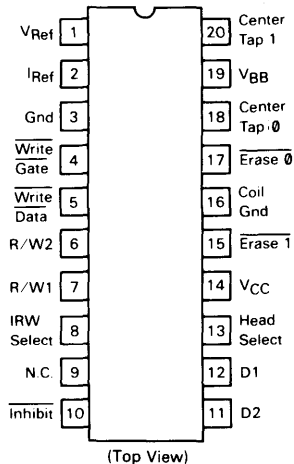 VRef 1
IRef 2
Gnd 3
Write
Gate 4
Write
Data 5
R/W2 6
R/W1 7
IRW
Select 8
N.C. 9
Inhibit 10
20 Center
Tap 1
19 VBB
18 Center
Tap 0
17 Erase 0
16 Coil
Gnd
15 Erase 1
14 VCC
13 Head
Select
12 D1
11 D2
(Top View)